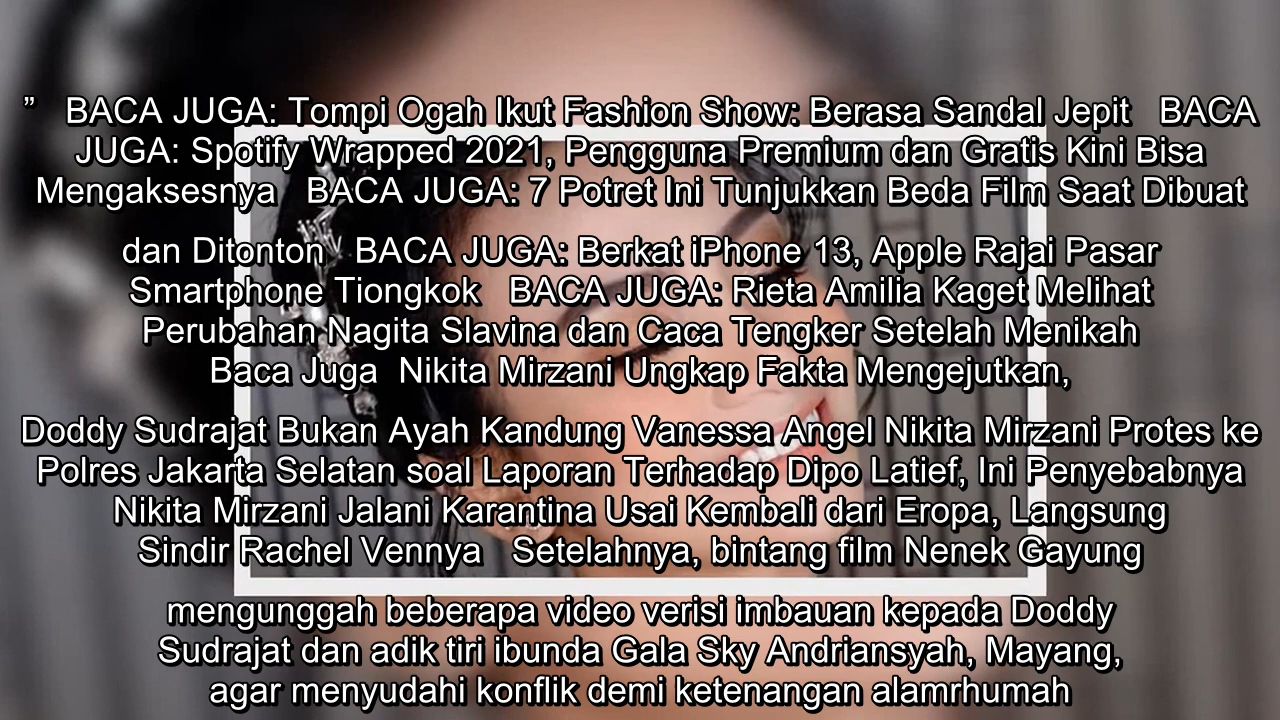 ” BACA JUGA: Tompi Ogah Ikut Fashion Show: Berasa Sandal Jepit BACA
JUGA: Spotify Wrapped 2021, Pengguna Premium dan Gratis Kini Bisa
Mengaksesnya BACA JUGA: 7 Potret Ini Tunjukkan Beda Film Saat Dibuat
dan Ditonton BACA JUGA: Berkat iPhone 13, Apple Rajai Pasar
Smartphone Tiongkok BACA JUGA: Rieta Amilia Kaget Melihat
Perubahan Nagita Slavina dan Caca Tengker Setelah Menikah
Baca Juga Nikita Mirzani Ungkap Fakta Mengejutkan,
Doddy Sudrajat Bukan Ayah Kandung Vanessa Angel Nikita Mirzani Protes ke
Polres Jakarta Selatan soal Laporan Terhadap Dipo Latief, Ini Penyebabnya
Nikita Mirzani Jalani Karantina Usai Kembali dari Eropa, Langsung
Sindir Rachel Vennya Setelahnya, bintang film Nenek Gayung
mengunggah beberapa video verisi imbauan kepada Doddy
Sudrajat dan adik tiri ibunda Gala Sky Andriansyah, Mayang,
agar menyudahi konflik demi ketenangan alamrhumah